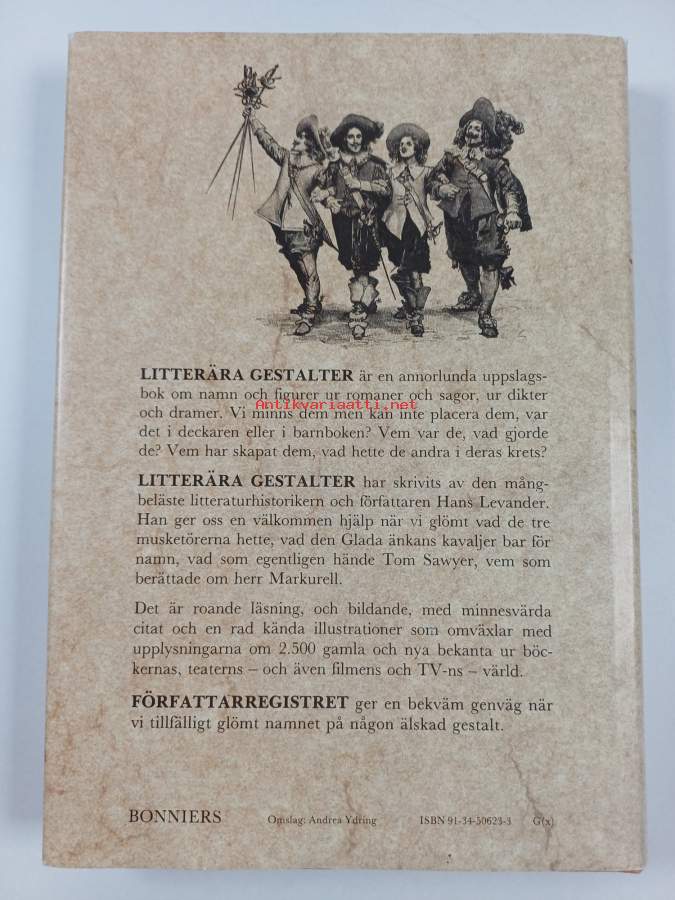 LITTERÄRA GESTALTER är en annorlunda uppslags-
bok om namn och figurer ur romaner och sagor, ur dikter
Antikvariaatti.net
och dramer. Vi minns dem men kan inte placera dem, var
det i deckaren eller i barnboken? Vem var de, vad gjorde
de? Vem har skapat dem, vad hette de andra i deras krets?
LITTERÄRA GESTALTER har skrivits av den mång-
beläste litteraturhistorikern och författaren Hans Levander.
Han ger oss en välkommen hjälp när vi glömt vad de tre
musketörerna hette, vad den Glada änkans kavaljer bar för
namn, vad som egentligen hände Tom Sawyer, vem som
berättade om herr Markurell.
Det är roande läsning, och bildande, med minnesvärda
citat och en rad kända illustrationer som omväxlar med
upplysningarna om 2.500 gamla och nya bekanta ur böc-
kernas, teaterns – och även filmens och TV-ns – värld.
FÖRFATTARREGISTRET ger en bekväm genväg när
vi tillfälligt glömt namnet på någon älskad gestalt.
BONNIERS Omslag: Andrea Ydring ISBN 91-34-50623-3 G(x)